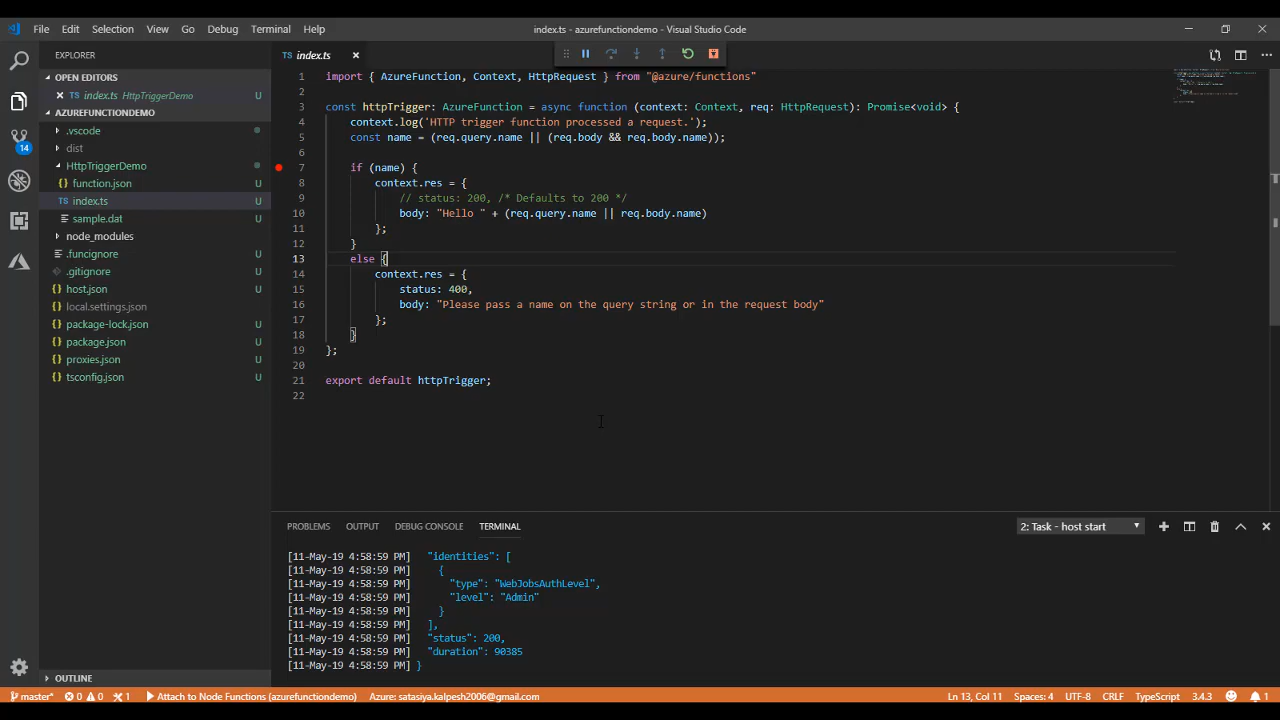 File Edit Selection View Go Debug Terminal Help
index.ts - azurefunctiondemo - Visual Studio Code
EXPLORER
OPEN EDITORS
index.ts HttpTriggerDemo U
AZUREFUNCTIONDEMO
.vscode
dist
HttpTriggerDemo
function.json U
index.ts U
sample.dat U
node_modules
.funcignore U
.gitignore U
host.json U
local.settings.json
package-lock.json U
package.json U
proxies.json U
tsconfig.json U
OUTLINE
14
index.ts
1 import { AzureFunction, Context, HttpRequest } from "@azure/functions"
2
3 const httpTrigger: AzureFunction = async function (context: Context, req: HttpRequest): Promise<void> {
4 context.log('HTTP trigger function processed a request.');
5 const name = (req.query.name || (req.body && req.body.name));
6
7 if (name) {
8 context.res = {
9 // status: 200, /* Defaults to 200 */
10 body: "Hello " + (req.query.name || req.body.name)
11 };
12 }
13 else {
14 context.res = {
15 status: 400,
16 body: "Please pass a name on the query string or in the request body"
17 };
18 }
19 };
20
21 export default httpTrigger;
22
PROBLEMS OUTPUT DEBUG CONSOLE TERMINAL
2: Task - host start
[11-May-19 4:58:59 PM] "identities": [
[11-May-19 4:58:59 PM] {
[11-May-19 4:58:59 PM] "type": "WebJobsAuthLevel",
[11-May-19 4:58:59 PM] "level": "Admin"
[11-May-19 4:58:59 PM] }
[11-May-19 4:58:59 PM] ],
[11-May-19 4:58:59 PM] "status": 200,
[11-May-19 4:58:59 PM] "duration": 90385
[11-May-19 4:58:59 PM] }
master* 0 0 1 Attach to Node Functions (azurefunctiondemo) Azure: satasiya.kalpesh2006@gmail.com Ln 13, Col 11 Spaces: 4 UTF-8 CRLF TypeScript 3.4.3 1